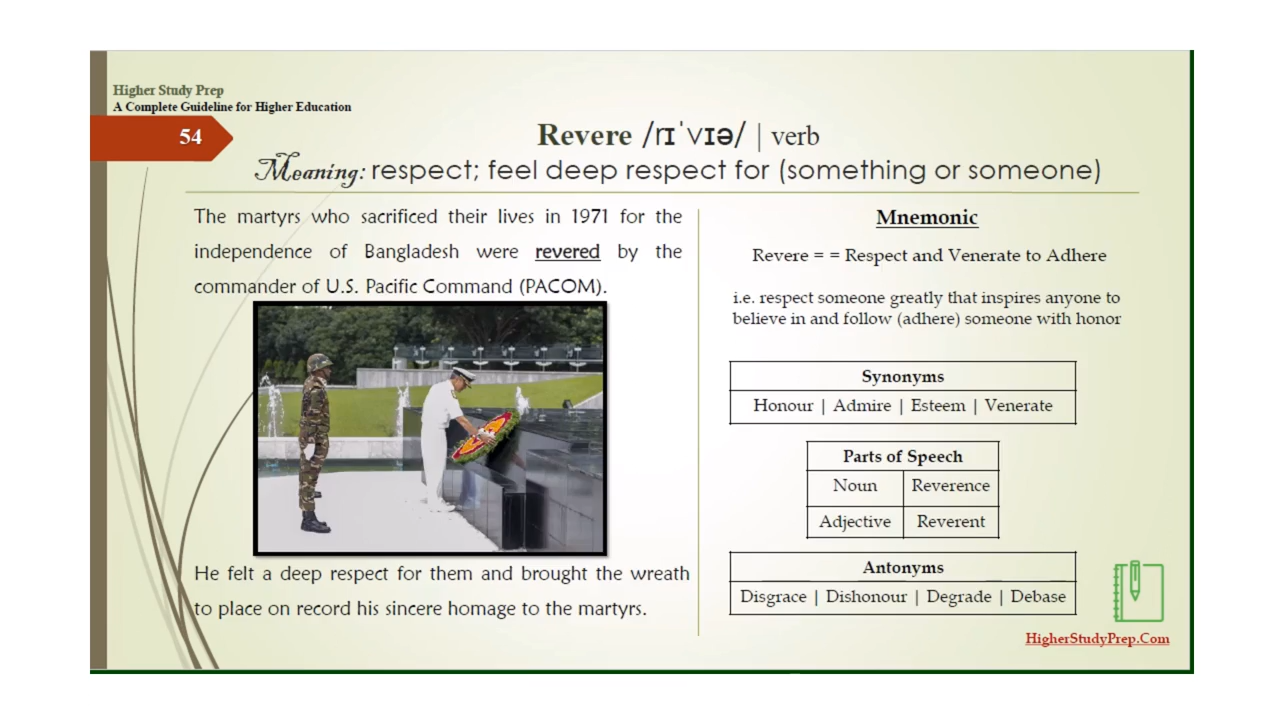 Higher Study Prep
A Complete Guideline for Higher Education
54
Revere /rɪˈvɪə/ | verb
Meaning: respect; feel deep respect for (something or someone)
The martyrs who sacrificed their lives in 1971 for the
independence of Bangladesh were revered by the
commander of U.S. Pacific Command (PACOM).
He felt a deep respect for them and brought the wreath
to place on record his sincere homage to the martyrs.
Mnemonic
Revere = = Respect and Venerate to Adhere
i.e. respect someone greatly that inspires anyone to
believe in and follow (adhere) someone with honor
Synonyms
Honour | Admire | Esteem | Venerate
Parts of Speech
Noun Reverence
Adjective Reverent
Antonyms
Disgrace | Dishonour | Degrade | Debase
HigherStudyPrep.Com